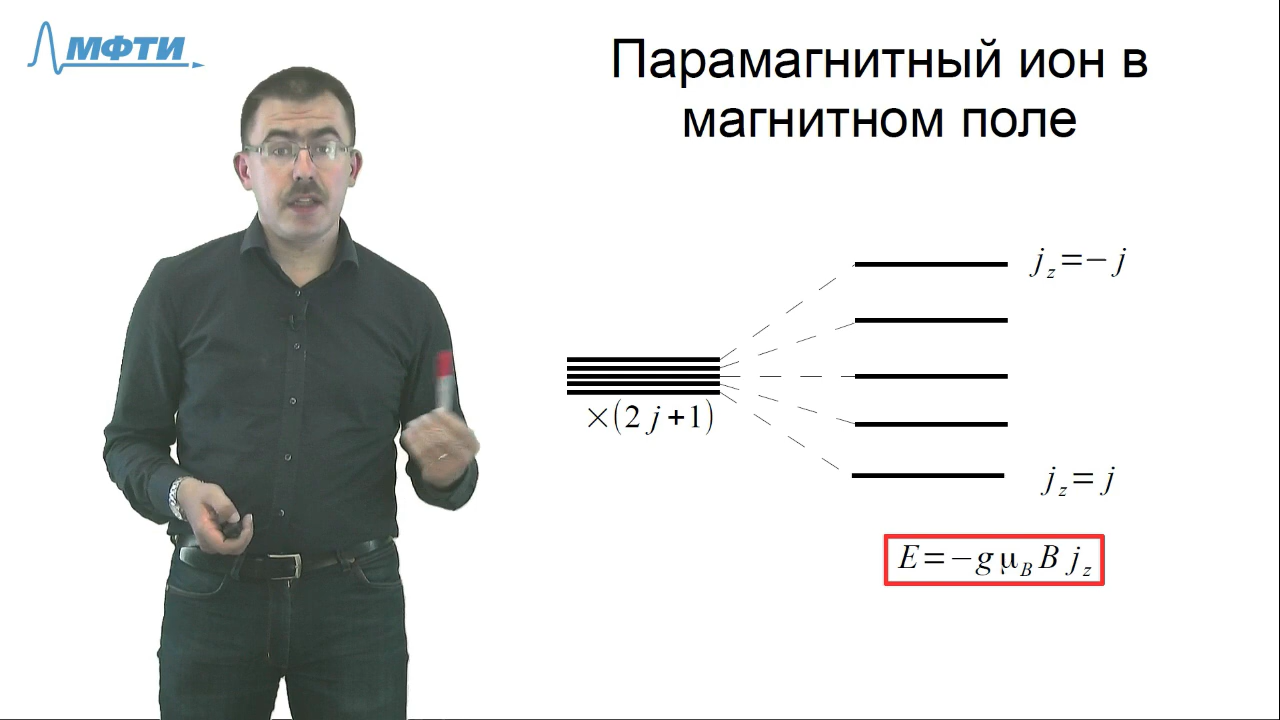 МФТИ
Парамагнитный ион в
магнитном поле
j_z=−j
×(2 j+1)
j_z=j
E=−g μ_B B j_z